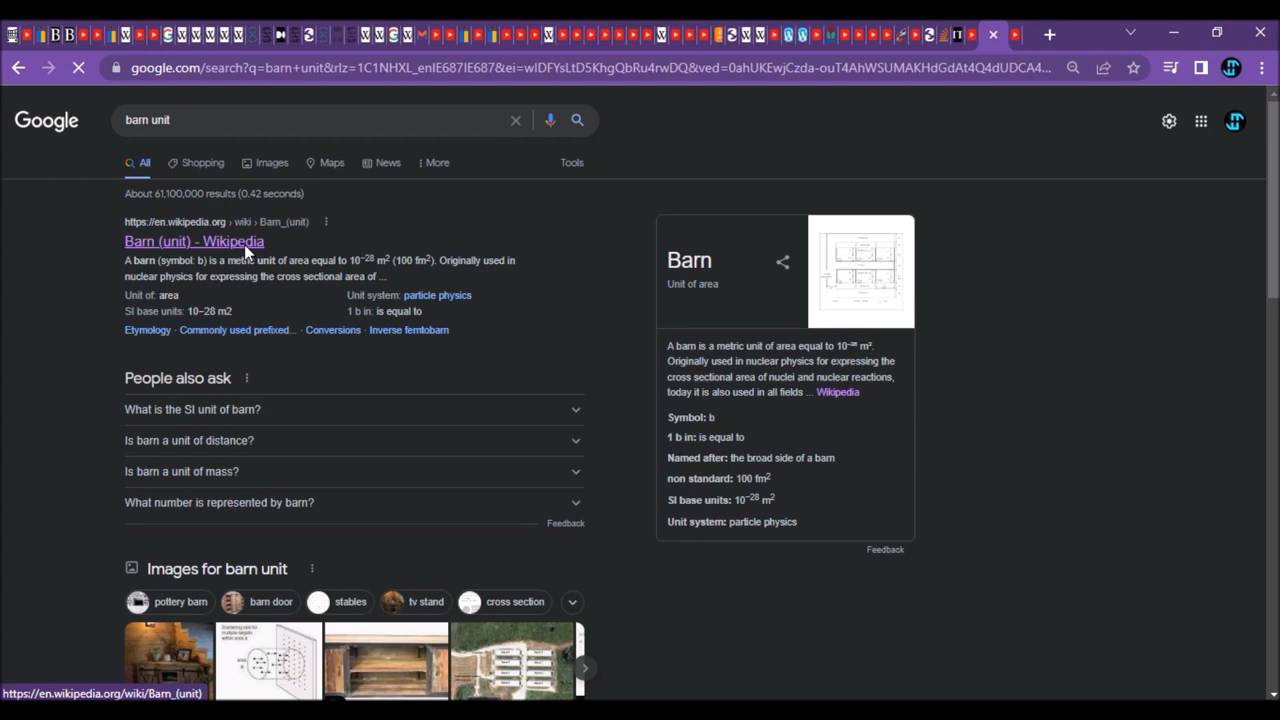 google.com/search?q=barn+unit&rlz=1C1NHXL_enIE687IE687&ei=wlDFYsLtD5KhgQbRu4rwDQ&ved=0ahUKEwjCzda-ouT4AhWSUMAKHdGdAt4Q4dUDCA4...
Google
barn unit
All
Shopping
Images
Maps
News
More
Tools
About 61,100,000 results (0.42 seconds)
https://en.wikipedia.org › wiki › Barn_(unit)
Barn (unit) - Wikipedia
A barn (symbol: b) is a metric unit of area equal to 10−28 m2 (100 fm2). Originally used in
nuclear physics for expressing the cross sectional area of ...
Unit of: area
Unit system: particle physics
SI base units: 10−28 m2
1 b in: is equal to
Etymology · Commonly used prefixed... · Conversions · Inverse femtobarn
People also ask
What is the SI unit of barn?
Is barn a unit of distance?
Is barn a unit of mass?
What number is represented by barn?
Feedback
Images for barn unit
pottery barn
barn door
stables
tv stand
cross section
Barn
Unit of area
A barn is a metric unit of area equal to 10−28 m².
Originally used in nuclear physics for expressing the
cross sectional area of nuclei and nuclear reactions,
today it is also used in all fields ... Wikipedia
Symbol: b
1 b in: is equal to
Named after: the broad side of a barn
non standard: 100 fm2
SI base units: 10−28 m2
Unit system: particle physics
Feedback
https://en.wikipedia.org/wiki/Barn_(unit)